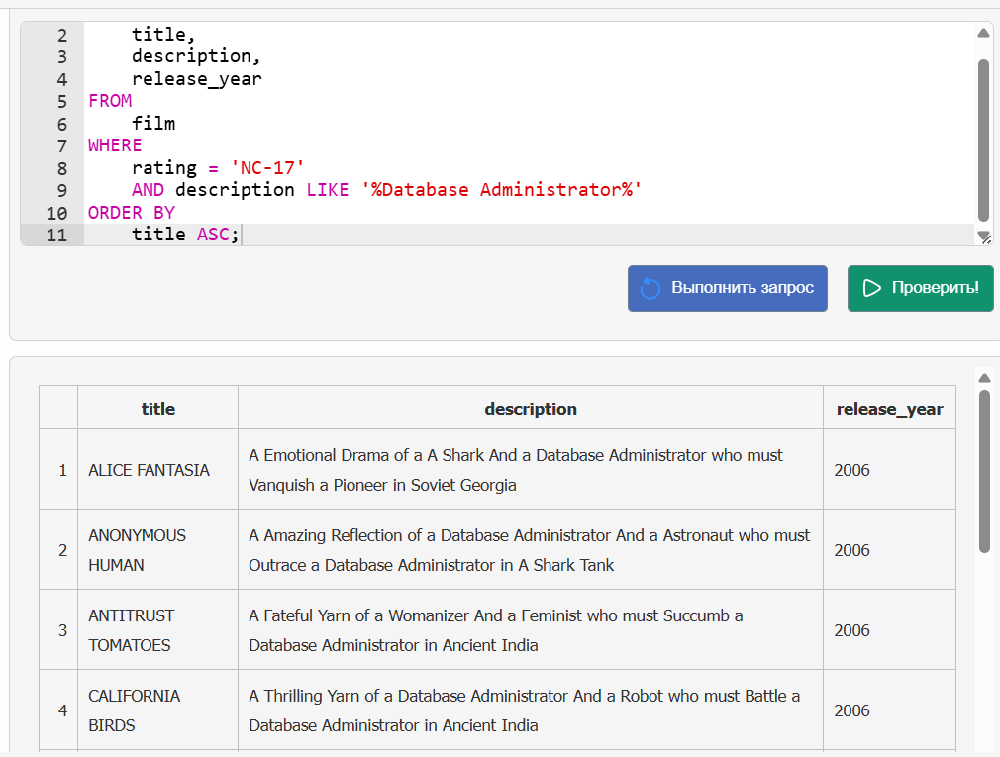 2 title,
3 description,
4 release_year
5 FROM
6 film
7 WHERE
8 rating = 'NC-17'
9 AND description LIKE '%Database Administrator%'
10 ORDER BY
11 title ASC;
Выполнить запрос Проверить!
title description release_year
1 ALICE FANTASIA A Emotional Drama of a A Shark And a Database Administrator who must Vanquish a Pioneer in Soviet Georgia 2006
2 ANONYMOUS HUMAN A Amazing Reflection of a Database Administrator And a Astronaut who must Outrace a Database Administrator in A Shark Tank 2006
3 ANTITRUST TOMATOES A Fateful Yarn of a Womanizer And a Feminist who must Succumb a Database Administrator in Ancient India 2006
4 CALIFORNIA BIRDS A Thrilling Yarn of a Database Administrator And a Robot who must Battle a Database Administrator in Ancient India 2006